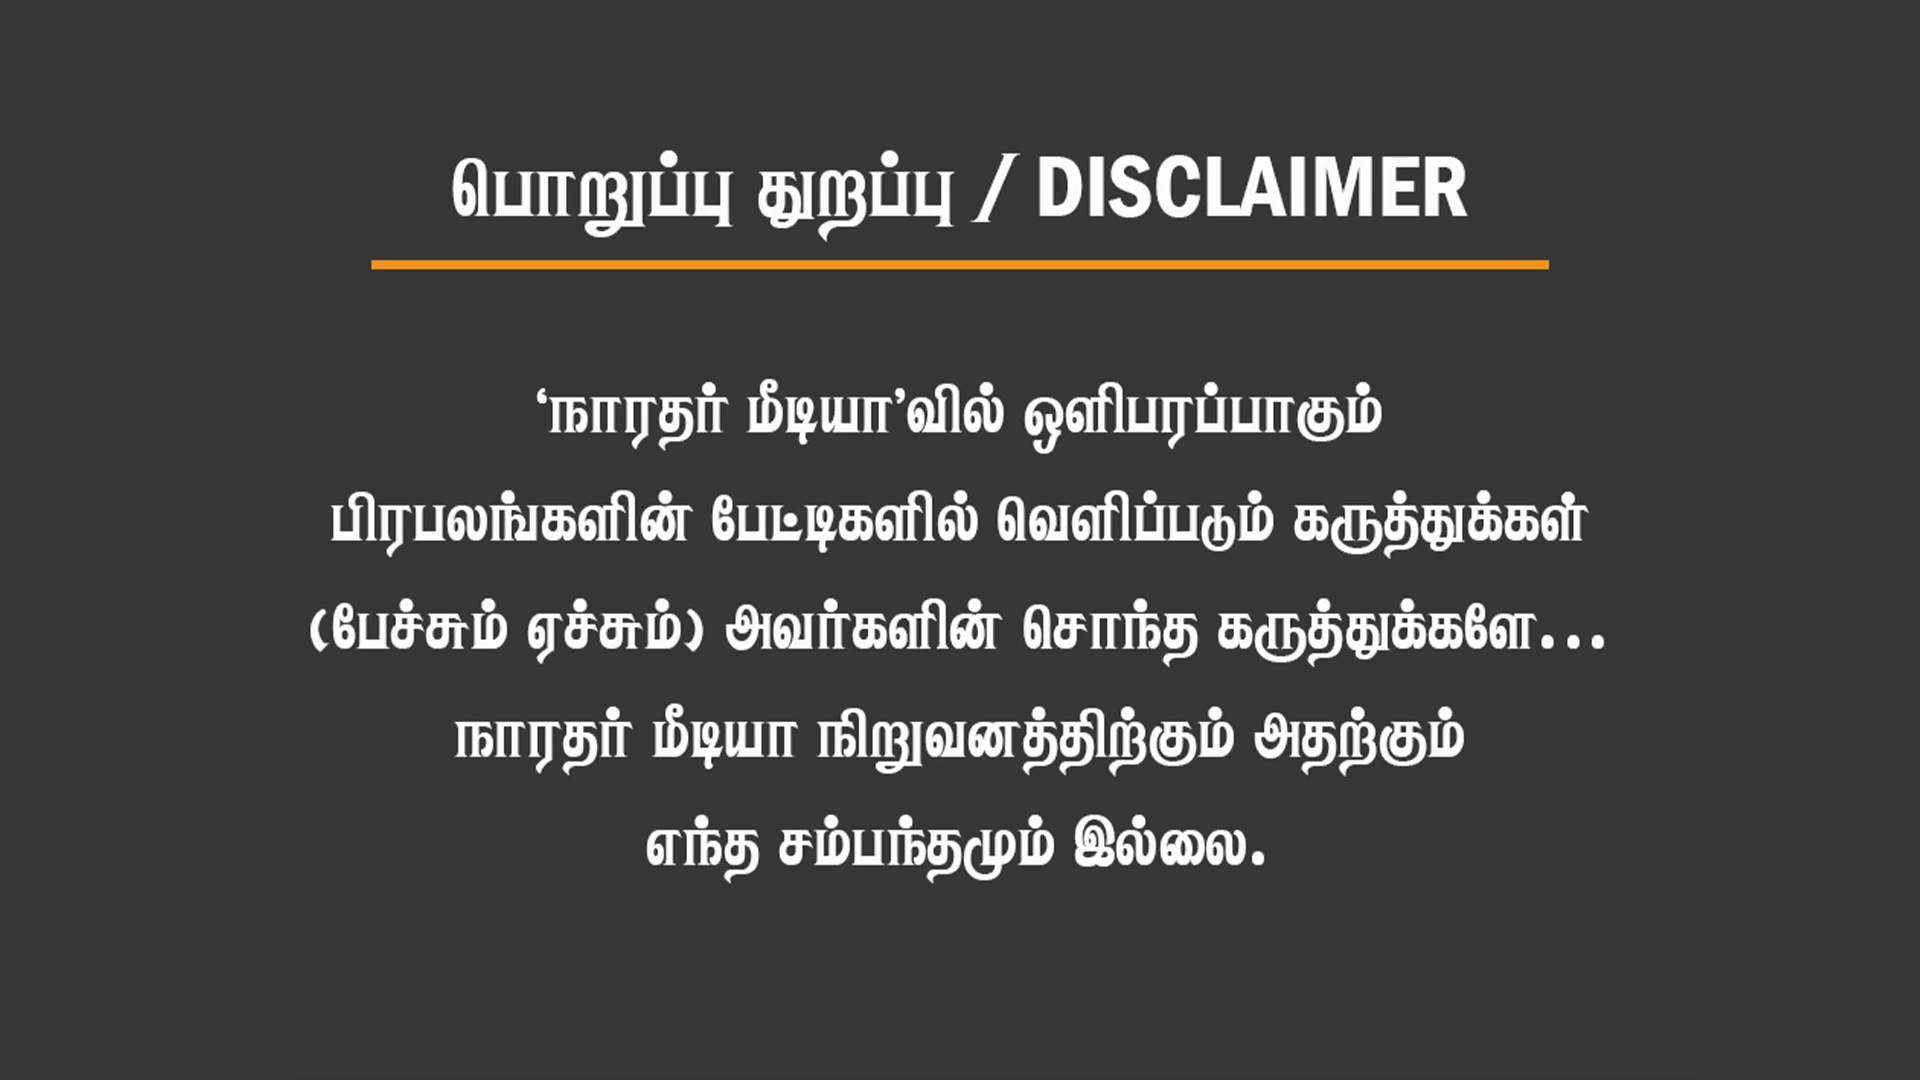 பொறுப்பு துறப்பு / DISCLAIMER
‘நாரதர் மீடியா’வில் ஒளிபரப்பாகும்
பிரபலங்களின் பேட்டிகளில் வெளிப்படும் கருத்துக்கள்
(பேச்சும் ஏச்சும்) அவர்களின் சொந்த கருத்துக்களே...
நாரதர் மீடியா நிறுவனத்திற்கும் அதற்கும்
எந்த சம்பந்தமும் இல்லை.